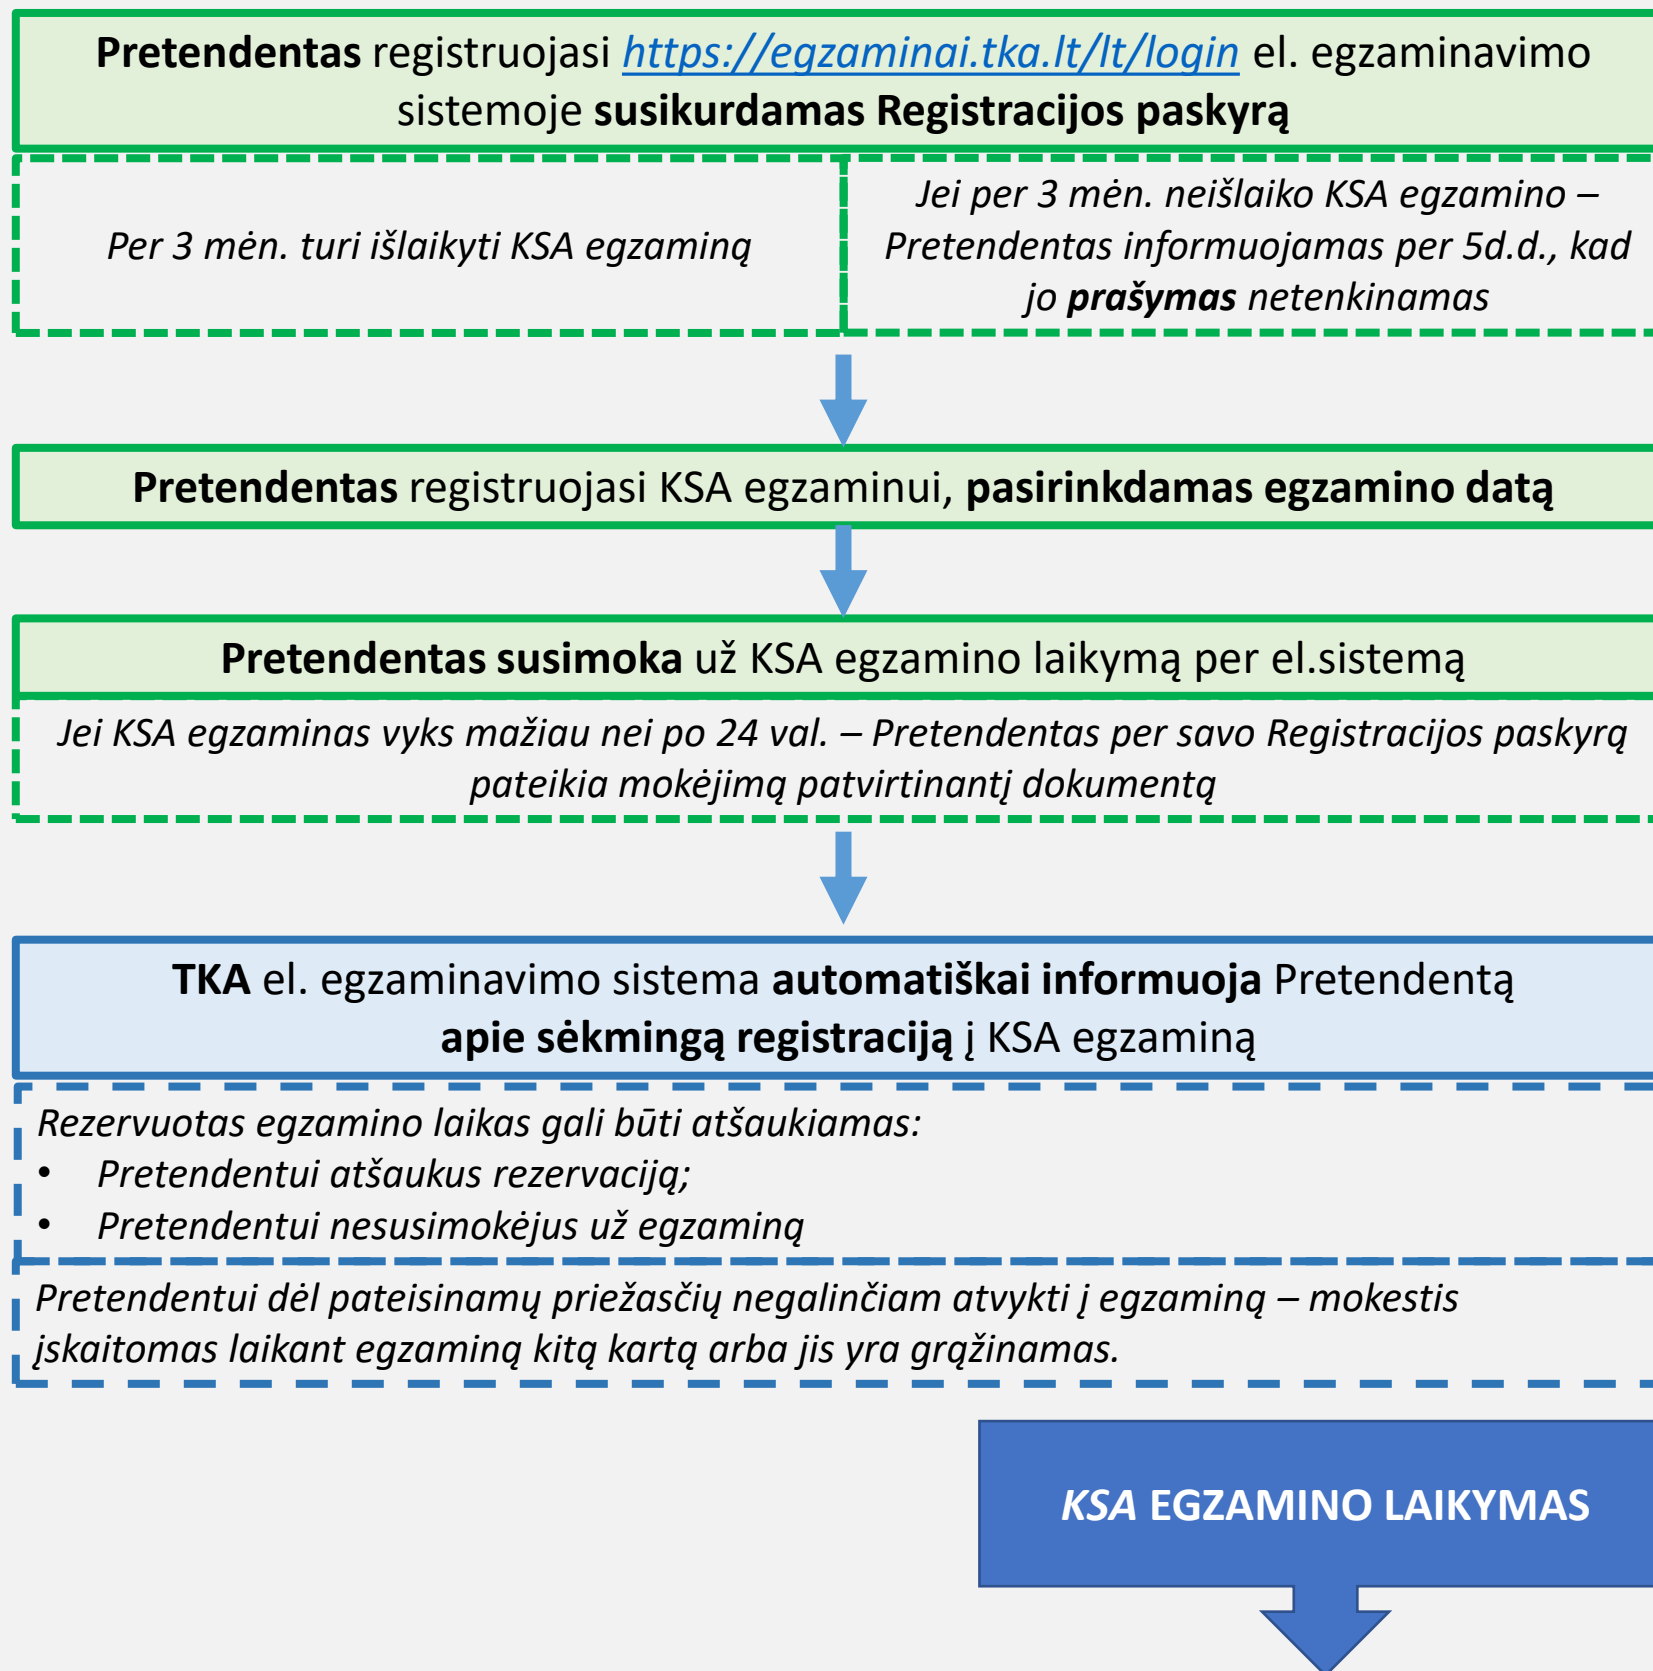 Pretendentas registruojasi https://egzaminai.tka.lt/lt/login el. egzaminavimo
sistemoje susikurdamas Registracijos paskyrą
Per 3 mėn. turi išlaikyti KSA egzaminą
Jei per 3 mėn. neišlaiko KSA egzamino –
Pretendentas informuojamas per 5d.d., kad
jo prašymas netenkinamas
Pretendentas registruojasi KSA egzaminui, pasirinkdamas egzamino datą
Pretendentas susimoka už KSA egzamino laikymą per el.sistemą
Jei KSA egzaminas vyks mažiau nei po 24 val. – Pretendentas per savo Registracijos paskyrą
pateikia mokėjimą patvirtinantį dokumentą
TKA el. egzaminavimo sistema automatiškai informuoja Pretendentą
apie sėkmingą registraciją į KSA egzaminą
Rezervuotas egzamino laikas gali būti atšaukiamas:
• Pretendentui atšaukus rezervaciją;
• Pretendentui nesusimokėjus už egzaminą
Pretendentui dėl pateisinamų priežasčių negalinčiam atvykti į egzaminą – mokestis
įskaitomas laikant egzaminą kitą kartą arba jis yra grąžinamas.
KSA EGZAMINO LAIKYMAS